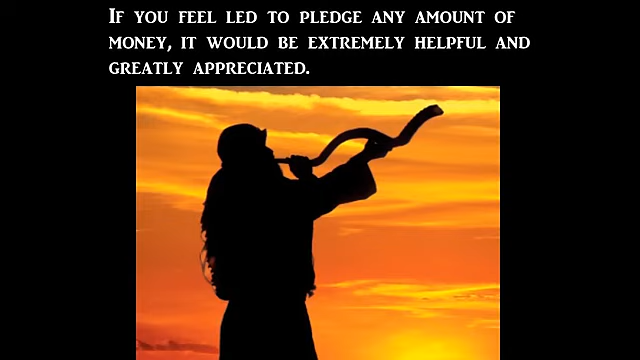 If you feel led to pledge any amount of
money, it would be extremely helpful and
greatly appreciated.